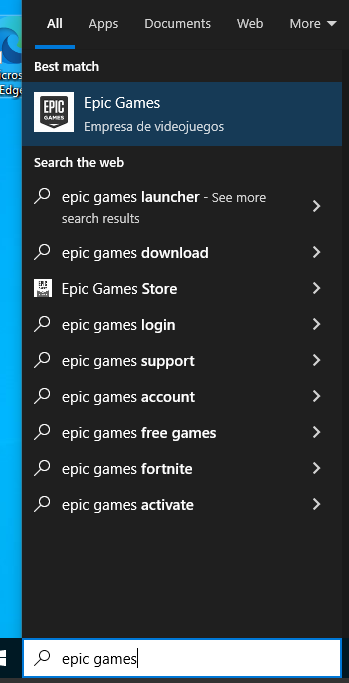 All Apps Documents Web More
icros
Edge
Best match
EPIC GAMES
Epic Games
Empresa de videojuegos
Search the web
epic games launcher - See more
search results
epic games download
Epic Games Store
epic games login
epic games support
epic games account
epic games free games
epic games fortnite
epic games activate
epic games